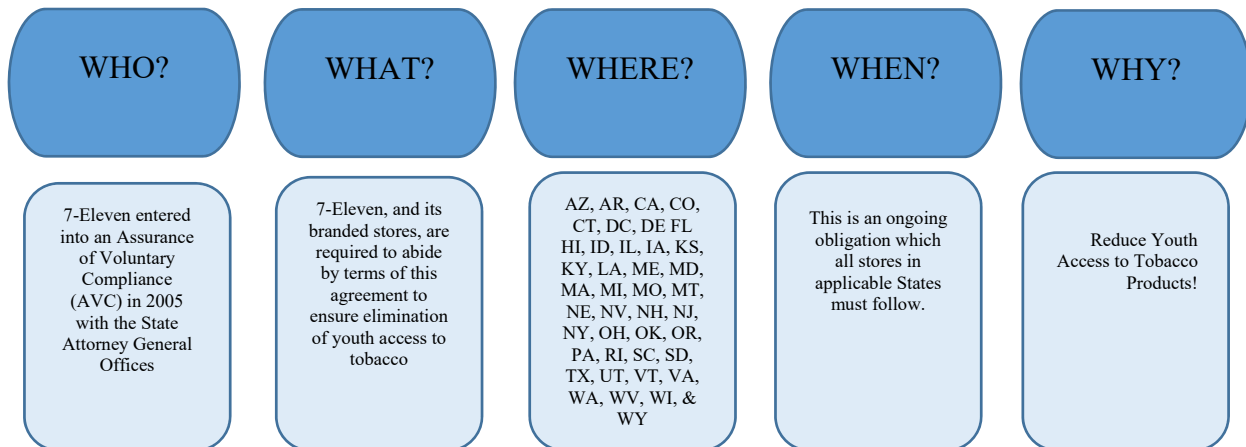 WHO?
7-Eleven entered
into an Assurance
of Voluntary
Compliance
(AVC) in 2005
with the State
Attorney General
Offices
WHAT?
7-Eleven, and its
branded stores, are
required to abide
by terms of this
agreement to
ensure elimination
of youth access to
tobacco
WHERE?
AZ, AR, CA, CO,
CT, DC, DE FL
HI, ID, IL, IA, KS,
KY, LA, ME, MD,
MA, MI, MO, MT,
NE, NV, NH, NJ,
NY, OH, OK, OR,
PA, RI, SC, SD,
TX, UT, VT, VA,
WA, WV, WI, &
WY
WHEN?
This is an ongoing
obligation which
all stores in
applicable States
must follow.
WHY?
Reduce Youth
Access to Tobacco
Products!